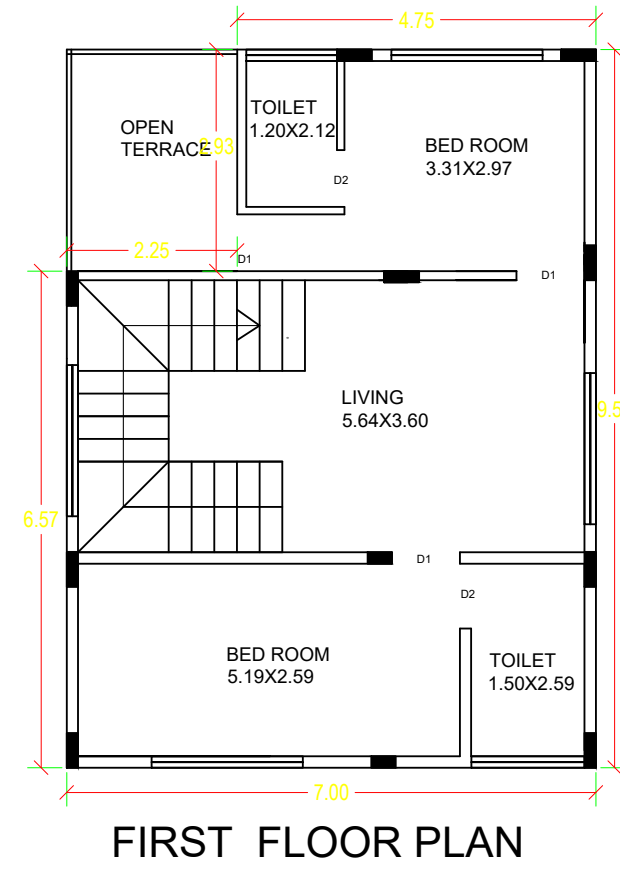 4.75
TOILET
1.20X2.12
OPEN
TERRACE
2.93
BED ROOM
3.31X2.97
D2
2.25
D1
D1
LIVING
5.64X3.60
9.5
6.57
D1
D2
BED ROOM
5.19X2.59
TOILET
1.50X2.59
7.00
FIRST FLOOR PLAN